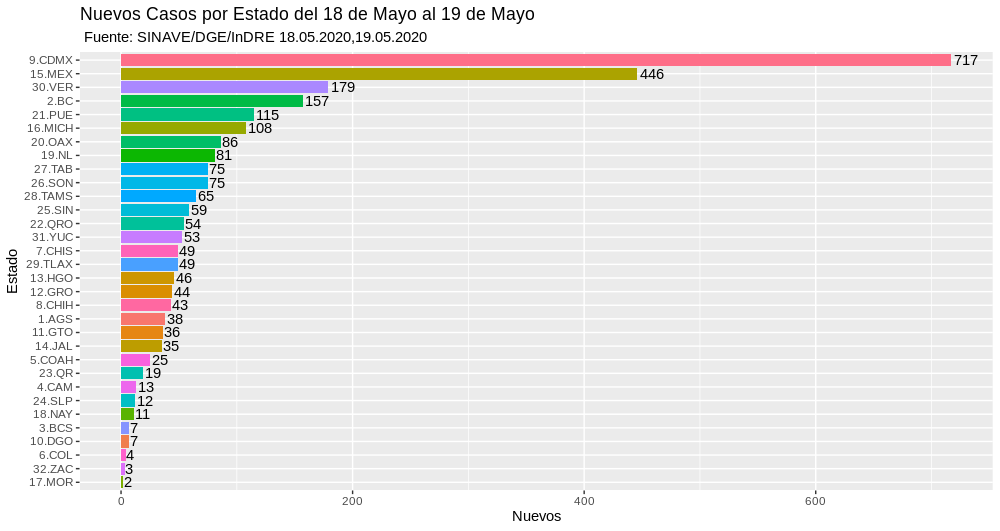 Nuevos Casos por Estado del 18 de Mayo al 19 de Mayo
Fuente: SINAVE/DGE/InDRE 18.05.2020,19.05.2020
9.CDMX 717
15.MEX 446
30.VER 179
2.BC 157
21.PUE 115
16.MICH 108
20.OAX 86
19.NL 81
27.TAB 75
26.SON 75
28.TAMS 65
25.SIN 59
22.QRO 54
31.YUC 53
7.CHIS 49
29.TLAX 49
13.HGO 46
12.GRO 44
8.CHIH 43
1.AGS 38
11.GTO 36
14.JAL 35
5.COAH 25
23.QR 19
4.CAM 13
24.SLP 12
18.NAY 11
3.BCS 7
10.DGO 7
6.COL 4
32.ZAC 3
17.MOR 2
Estado
0 200 400 600
Nuevos